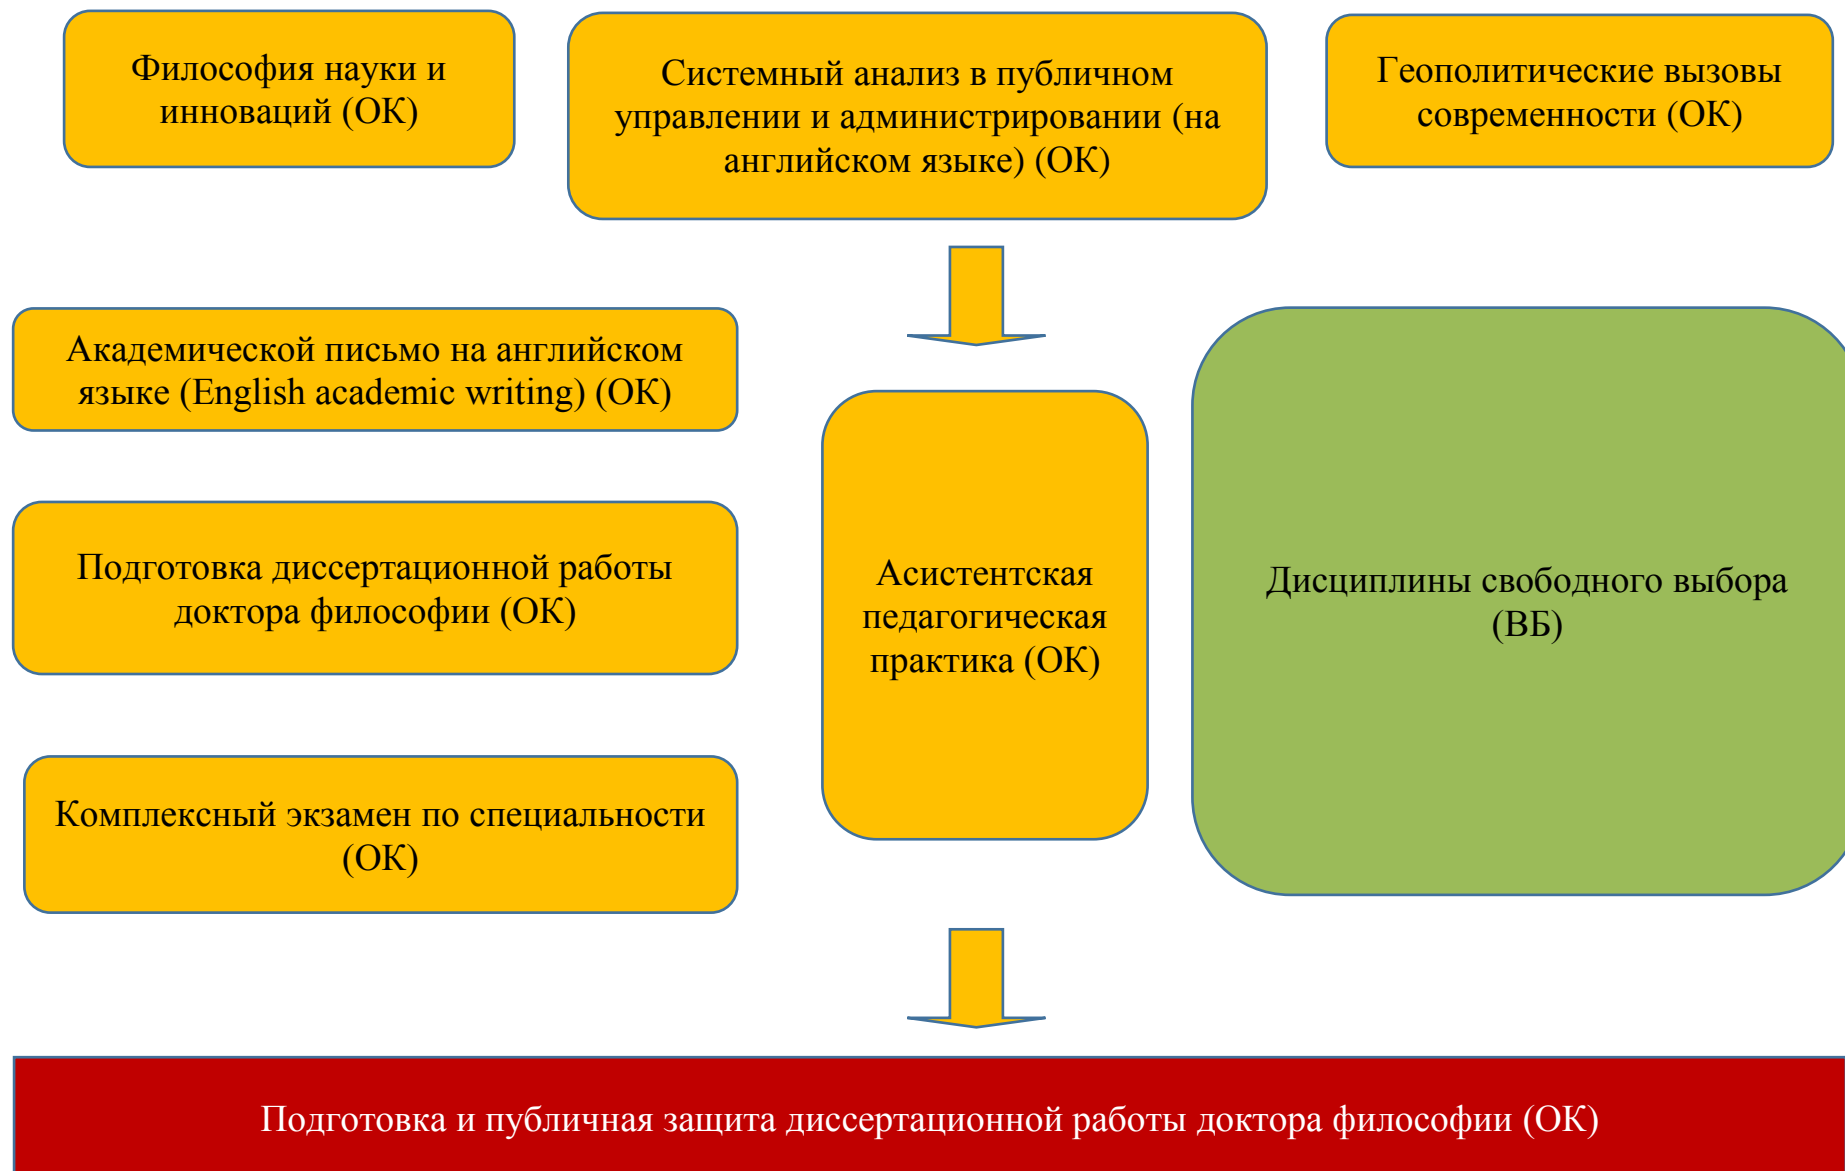 Философия науки и
инноваций (ОК)
Системный анализ в публичном
управлении и администрировании (на
английском языке) (ОК)
Геополитические вызовы
современности (ОК)
Академической письмо на английском
языке (English academic writing) (ОК)
Подготовка диссертационной работы
доктора философии (ОК)
Комплексный экзамен по специальности
(ОК)
Асистентская
педагогическая
практика (ОК)
Дисциплины свободного выбора
(ВБ)
Подготовка и публичная защита диссертационной работы доктора философии (ОК)